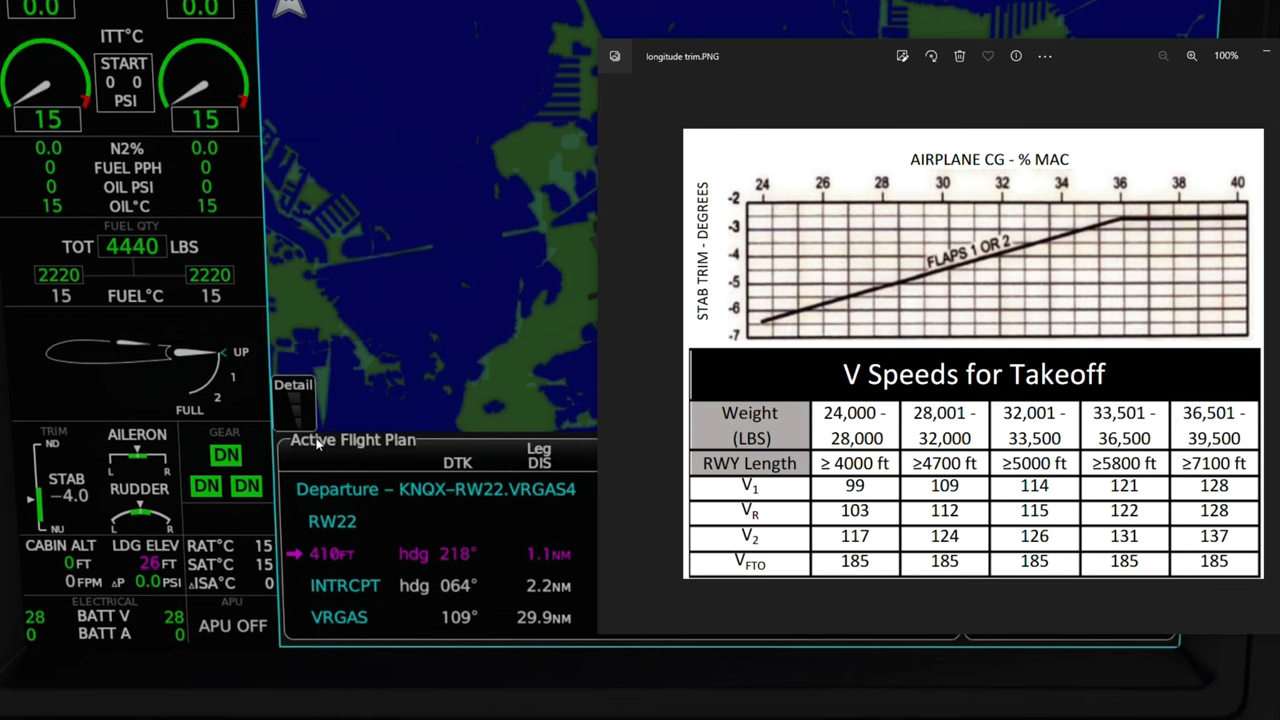 0.0 0.0
ITT°C
START
0 0
PSI
15 15
0.0 N2% 0.0
0 FUEL PPH 0
0 OIL PSI 0
15 OIL°C 15
FUEL QTY
TOT 4440 LBS
2220 2220
15 FUEL°C 15
UP
1
2
FULL
TRIM
ND
STAB
-4.0
NU
AILERON
L R
RUDDER
L R
GEAR
DN
DN DN
CABIN ALT LDG ELEV
0FT 26FT
0FPM ΔP 0.0PSI
RAT°C 15
SAT°C 15
ΔISA°C 0
ELECTRICAL
28 BATT V 28
0 BATT A 0
APU
APU OFF
Detail
Active Flight Plan
DTK Leg DIS
Departure – KNQX–RW22.VRGAS4
RW22
410FT hdg 218° 1.1NM
INTRCPT hdg 064° 2.2NM
VRGAS 109° 29.9NM
longitude trim.PNG
100%
AIRPLANE CG - % MAC
24 26 28 30 32 34 36 38 40
STAB TRIM - DEGREES
-2
-3
-4
-5
-6
-7
FLAPS 1 OR 2
V Speeds for Takeoff
Weight (LBS) 24,000 - 28,000 28,001 - 32,000 32,001 - 33,500 33,501 - 36,500 36,501 - 39,500
RWY Length ≥ 4000 ft ≥4700 ft ≥5000 ft ≥5800 ft ≥7100 ft
V1 99 109 114 121 128
VR 103 112 115 122 128
V2 117 124 126 131 137
VFTO 185 185 185 185 185